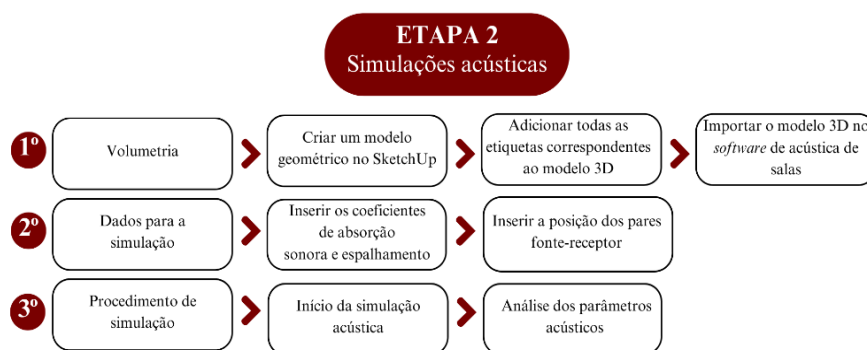 ETAPA 2
Simulações acústicas
1º
Volumetria
Criar um modelo
geométrico no SketchUp
Adicionar todas as
etiquetas correspondentes
ao modelo 3D
Importar o modelo 3D no
software de acústica de
salas
2º
Dados para a
simulação
Inserir os coeficientes
de absorção
sonora e espalhamento
Inserir a posição dos pares
fonte-receptor
3º
Procedimento de
simulação
Início da simulação
acústica
Análise dos parâmetros
acústicos